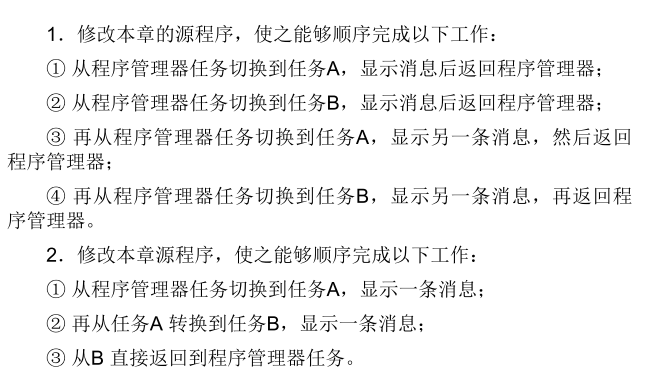 1．修改本章的源程序，使之能够顺序完成以下工作：
① 从程序管理器任务切换到任务A，显示消息后返回程序管理器；
② 从程序管理器任务切换到任务B，显示消息后返回程序管理器；
③ 再从程序管理器任务切换到任务A，显示另一条消息，然后返回
程序管理器；
④ 再从程序管理器任务切换到任务B，显示另一条消息，再返回程
序管理器。
2．修改本章源程序，使之能够顺序完成以下工作：
① 从程序管理器任务切换到任务A，显示一条消息；
② 再从任务A 转换到任务B，显示一条消息；
③ 从B 直接返回到程序管理器任务。